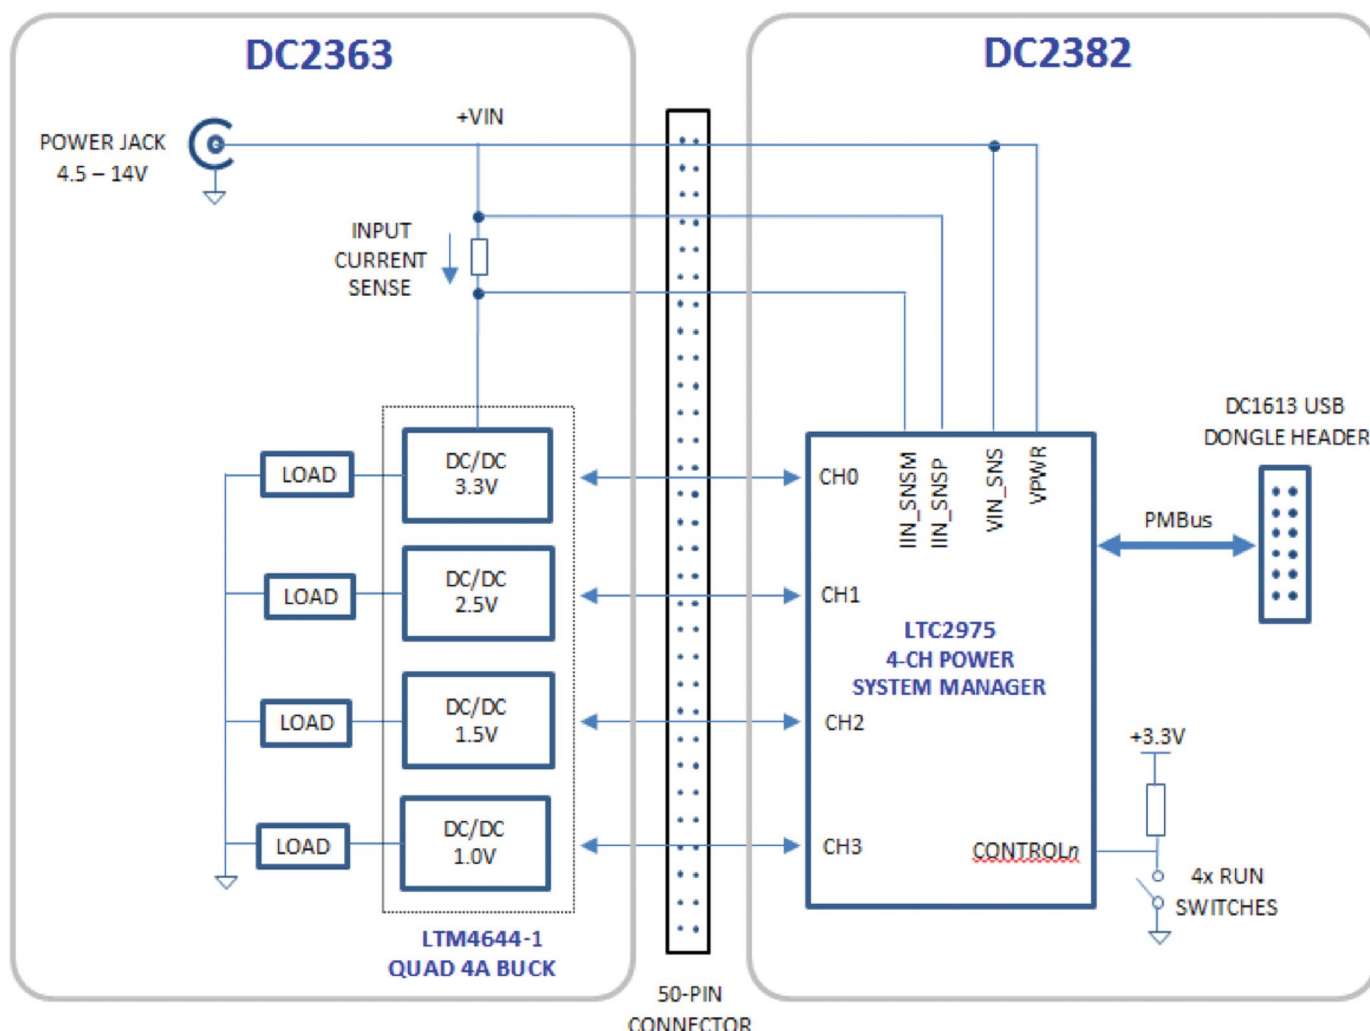 DC2363
DC2382
+VIN
POWER JACK
4.5 – 14V
INPUT
CURRENT
SENSE
DC1613 USB
DONGLE HEADER
LOAD
DC/DC
3.3V
CH0
IIN_SNSM
IIN_SNSP
VIN_SNS
VPWR
PMBus
LOAD
DC/DC
2.5V
CH1
LTC2975
4-CH POWER
SYSTEM MANAGER
LOAD
DC/DC
1.5V
CH2
+3.3V
LOAD
DC/DC
1.0V
CH3
CONTROLn
4x RUN
SWITCHES
LTM4644-1
QUAD 4A BUCK
50-PIN
CONNECTOR